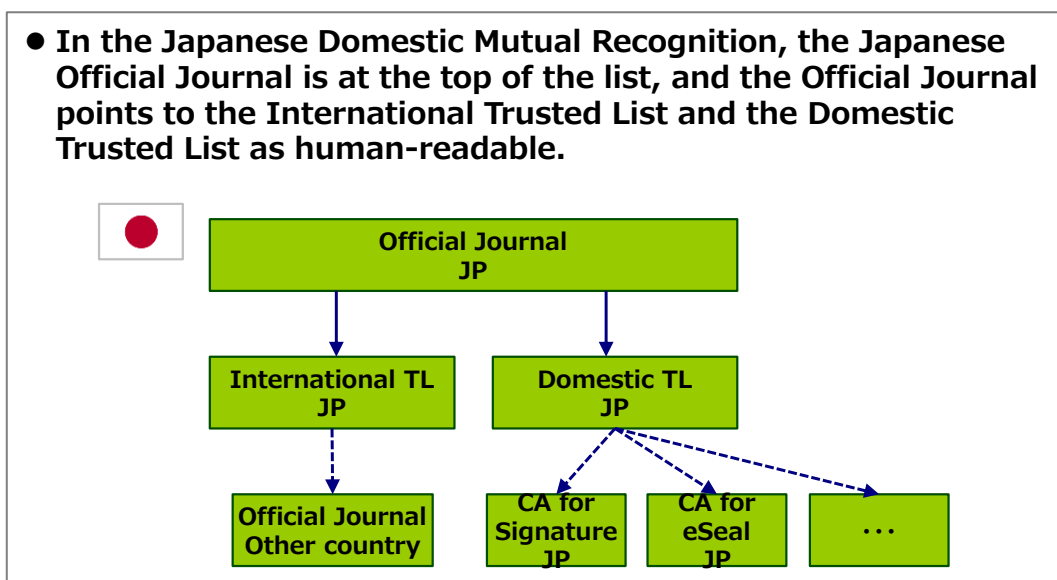 ● In the Japanese Domestic Mutual Recognition, the Japanese
Official Journal is at the top of the list, and the Official Journal
points to the International Trusted List and the Domestic
Trusted List as human-readable.
Official Journal
JP
International TL
JP
Domestic TL
JP
Official Journal
Other country
CA for
Signature
JP
CA for
eSeal
JP
･･･